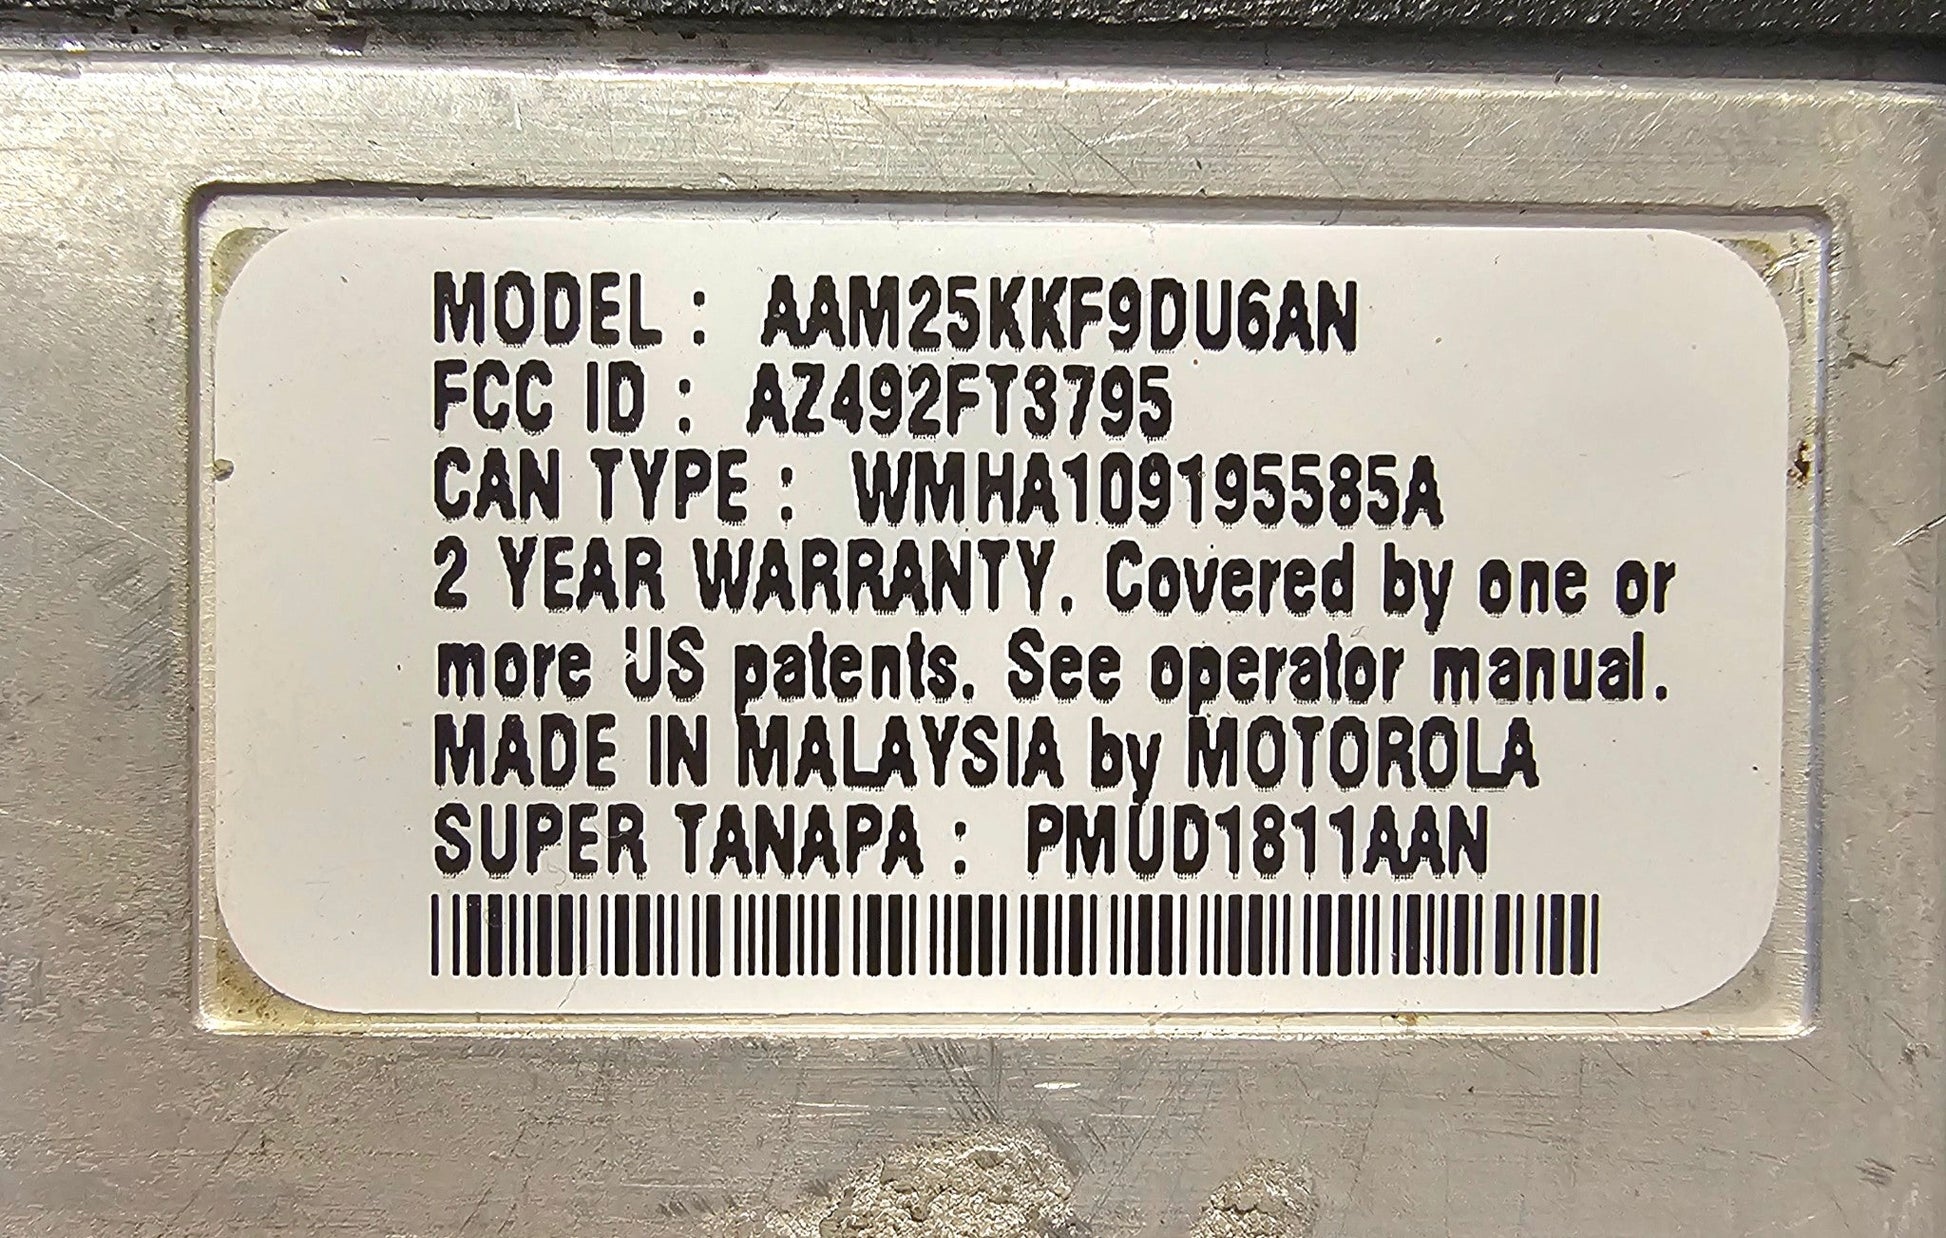 MODEL : AAM25KKF9DU6AN
FCC ID : AZ492FT3795
CAN TYPE : WMHA109195585A
2 YEAR WARRANTY. Covered by one or
more US patents. See operator manual.
MADE IN MALAYSIA by MOTOROLA
SUPER TANAPA : PMUD1811AAN